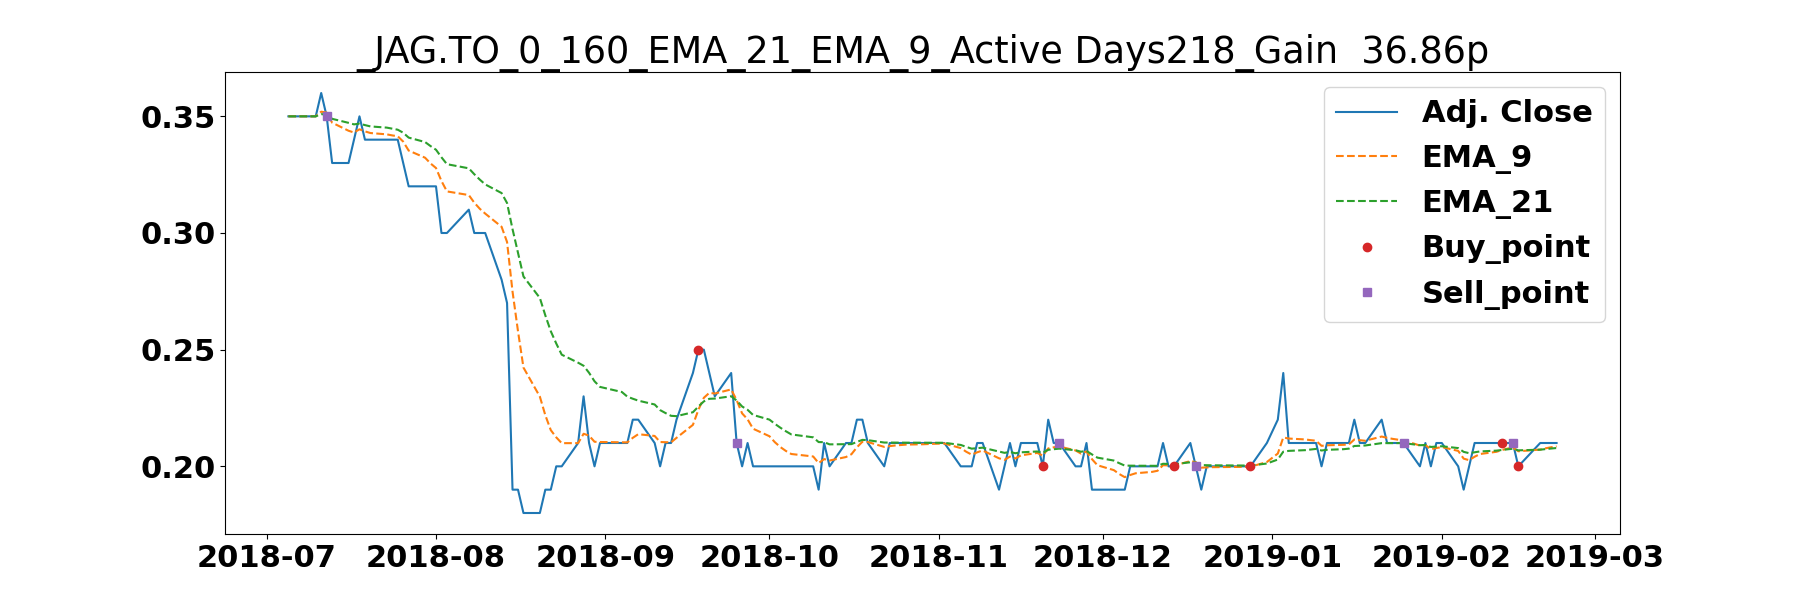 _JAG.TO_0_160_EMA_21_EMA_9_Active Days218_Gain  36.86p
0.35
0.30
0.25
0.20
Adj. Close
EMA_9
EMA_21
Buy_point
Sell_point
2018-07 2018-08 2018-09 2018-10 2018-11 2018-12 2019-01 2019-02 2019-03